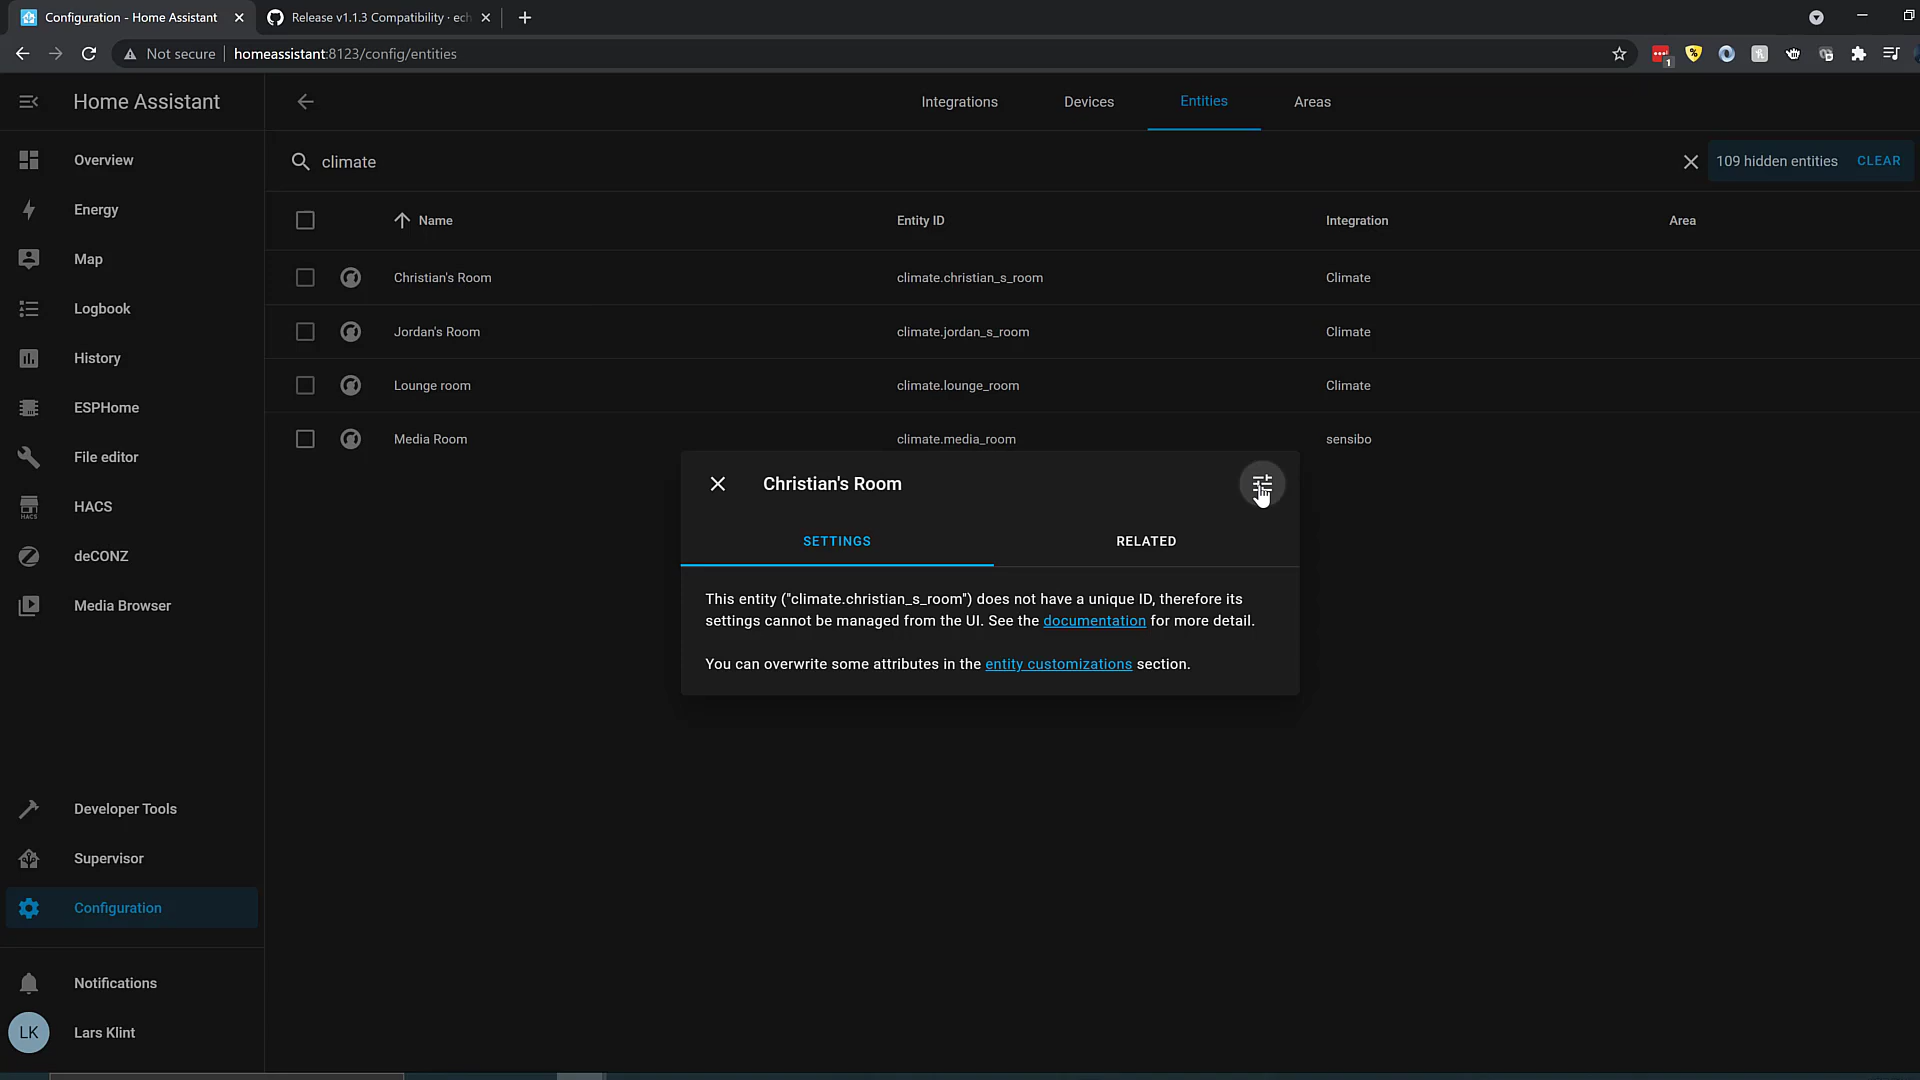 Configuration - Home Assistant
Release v1.1.3 Compatibility · ech
Not secure
homeassistant:8123/config/entities
1
Home Assistant
Integrations
Devices
Entities
Areas
Overview
climate
109 hidden entities
CLEAR
Energy
Name
Entity ID
Integration
Area
Map
Christian's Room
climate.christian_s_room
Climate
Logbook
Jordan's Room
climate.jordan_s_room
Climate
History
Lounge room
climate.lounge_room
Climate
ESPHome
Media Room
climate.media_room
sensibo
File editor
Christian's Room
HACS
HACS
SETTINGS
RELATED
deCONZ
Media Browser
This entity ("climate.christian_s_room") does not have a unique ID, therefore its
settings cannot be managed from the UI. See the documentation for more detail.
You can overwrite some attributes in the entity customizations section.
Developer Tools
Supervisor
Configuration
Notifications
LK
Lars Klint